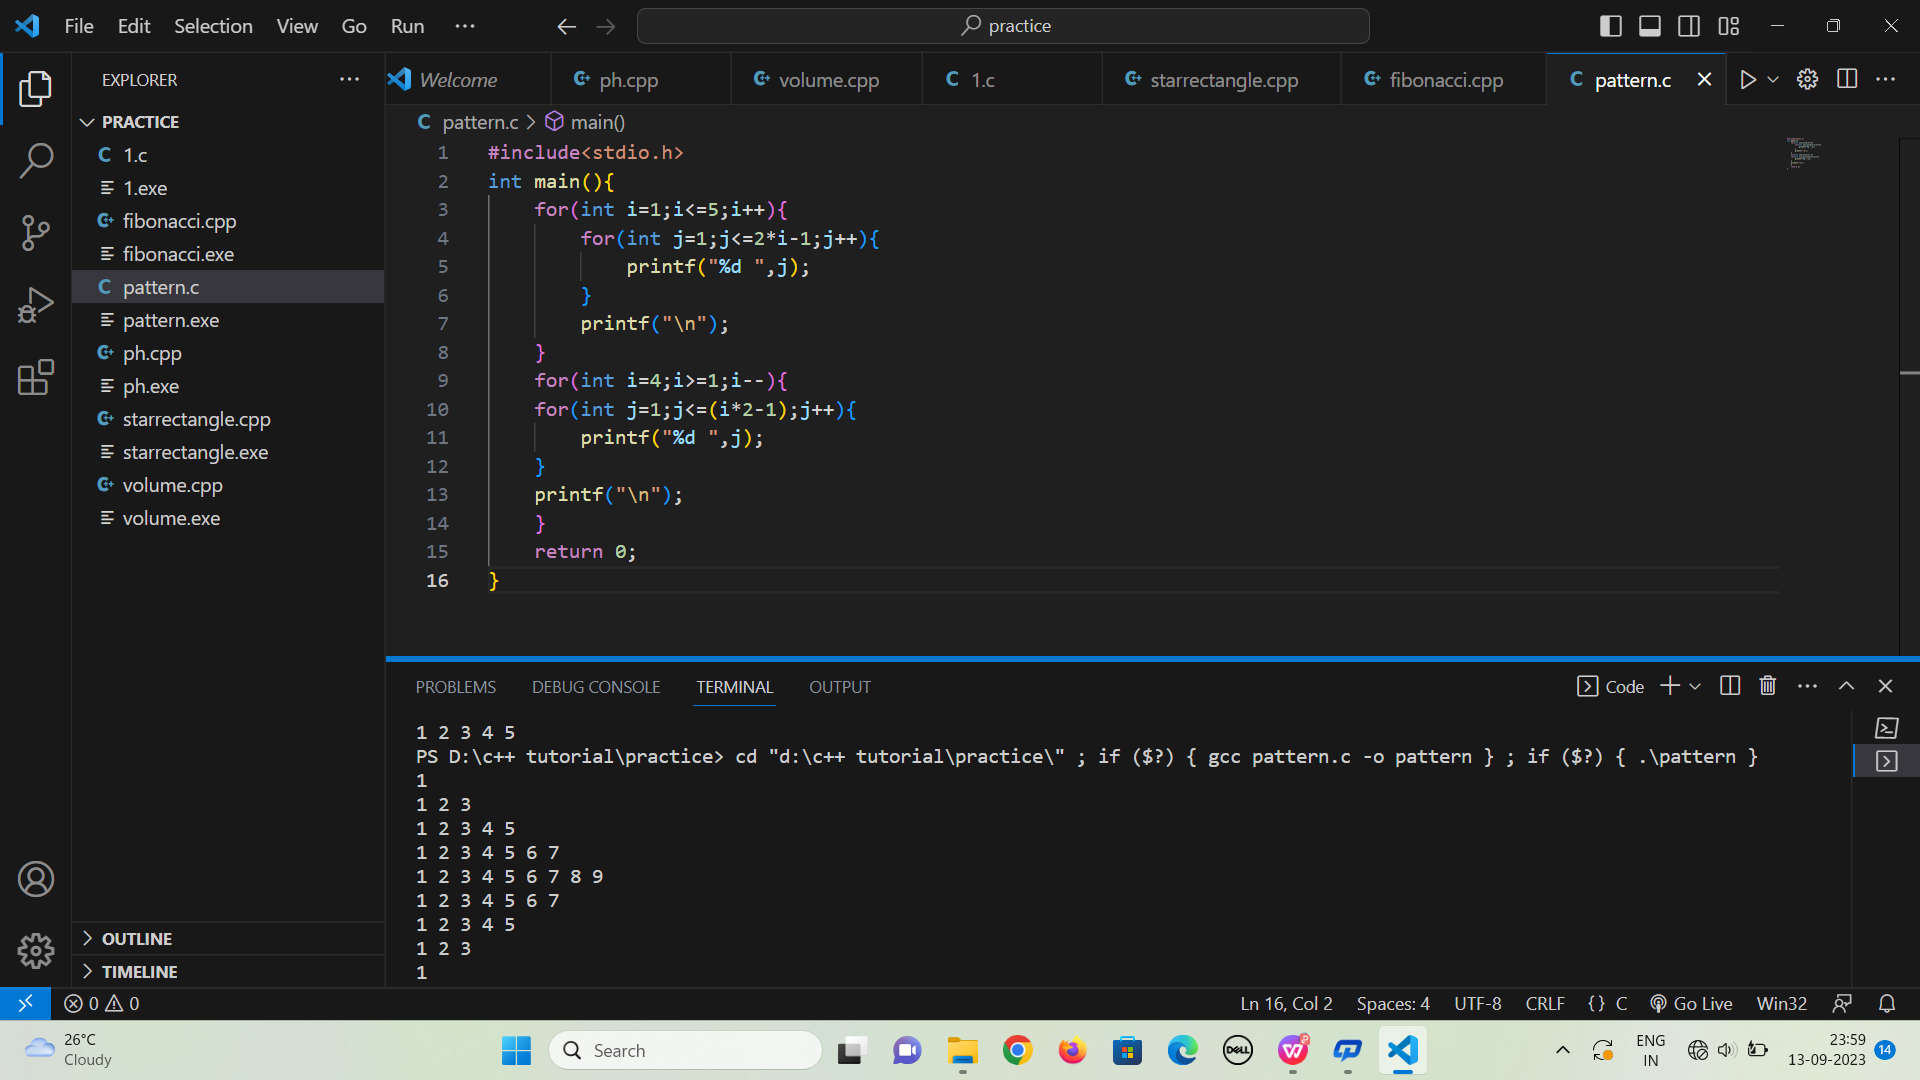 File Edit Selection View Go Run ··· practice
EXPLORER ···
PRACTICE
1.c
1.exe
fibonacci.cpp
fibonacci.exe
pattern.c
pattern.exe
ph.cpp
ph.exe
starrectangle.cpp
starrectangle.exe
volume.cpp
volume.exe
OUTLINE
TIMELINE
Welcome ph.cpp volume.cpp 1.c starrectangle.cpp fibonacci.cpp pattern.c
pattern.c > main()
1 #include<stdio.h>
2 int main(){
3 for(int i=1;i<=5;i++){
4 for(int j=1;j<=2*i-1;j++){
5 printf("%d ",j);
6 }
7 printf("\n");
8 }
9 for(int i=4;i>=1;i--){
10 for(int j=1;j<=(i*2-1);j++){
11 printf("%d ",j);
12 }
13 printf("\n");
14 }
15 return 0;
16 }
PROBLEMS DEBUG CONSOLE TERMINAL OUTPUT Code
1 2 3 4 5
PS D:\c++ tutorial\practice> cd "d:\c++ tutorial\practice\" ; if ($?) { gcc pattern.c -o pattern } ; if ($?) { .\pattern }
1
1 2 3
1 2 3 4 5
1 2 3 4 5 6 7
1 2 3 4 5 6 7 8 9
1 2 3 4 5 6 7
1 2 3 4 5
1 2 3
1
0 0 Ln 16, Col 2 Spaces: 4 UTF-8 CRLF {} C Go Live Win32
26°C
Cloudy
Search
DELL
ENG
IN
23:59
13-09-2023
14